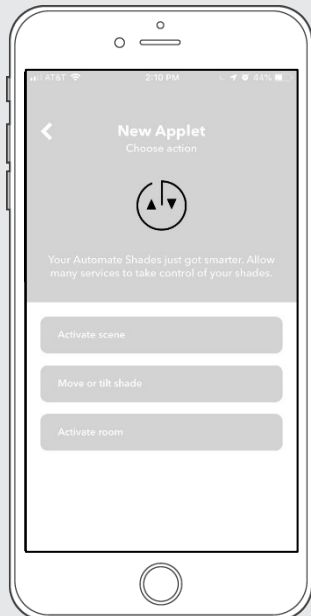 AT&T 2:10 PM 44%
New Applet
Choose action
Your Automate Shades just got smarter. Allow
many services to take control of your shades.
Activate scene
Move or tilt shade
Activate room